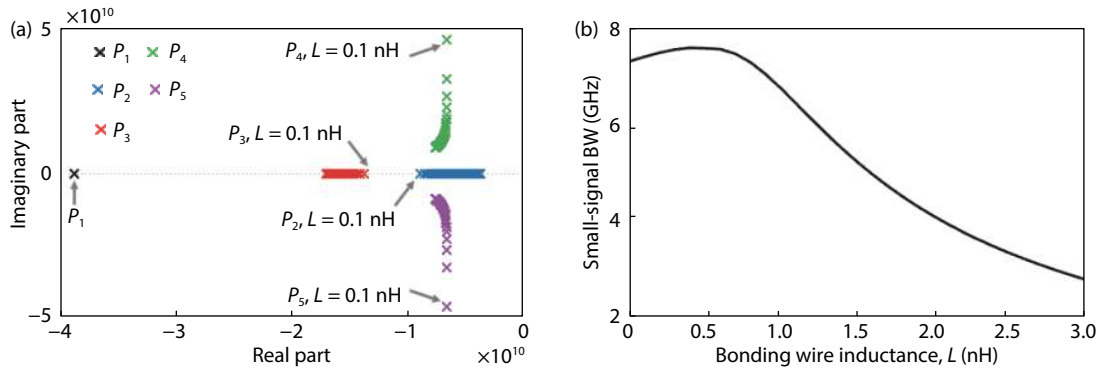 (a)
×10¹⁰
5
0
−5
Imaginary part
P₁ P₄
P₂ P₅
P₃
P₄, L = 0.1 nH
P₃, L = 0.1 nH
P₁
P₂, L = 0.1 nH
P₅, L = 0.1 nH
−4 −3 −2 −1 0
Real part
×10¹⁰
(b)
8
6
4
2
Small-signal BW (GHz)
0 0.5 1.0 1.5 2.0 2.5 3.0
Bonding wire inductance, L (nH)